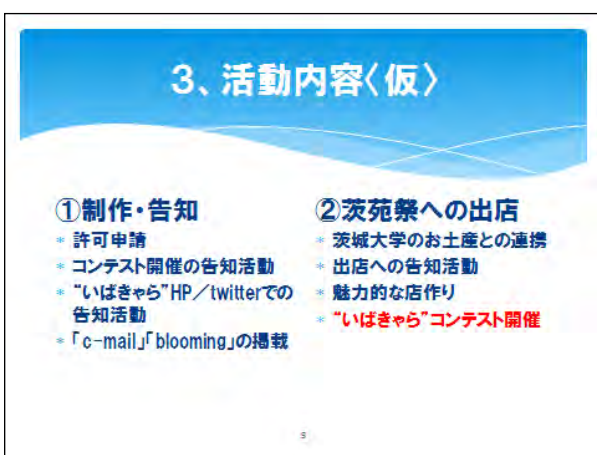 3、活動内容〈仮〉
①制作・告知
* 許可申請
* コンテスト開催の告知活動
* “いばきゃら”HP／twitterでの
告知活動
* 「c-mail」「blooming」の掲載
②茨苑祭への出店
* 茨城大学のお土産との連携
* 出店への告知活動
* 魅力的な店作り
* “いばきゃら”コンテスト開催